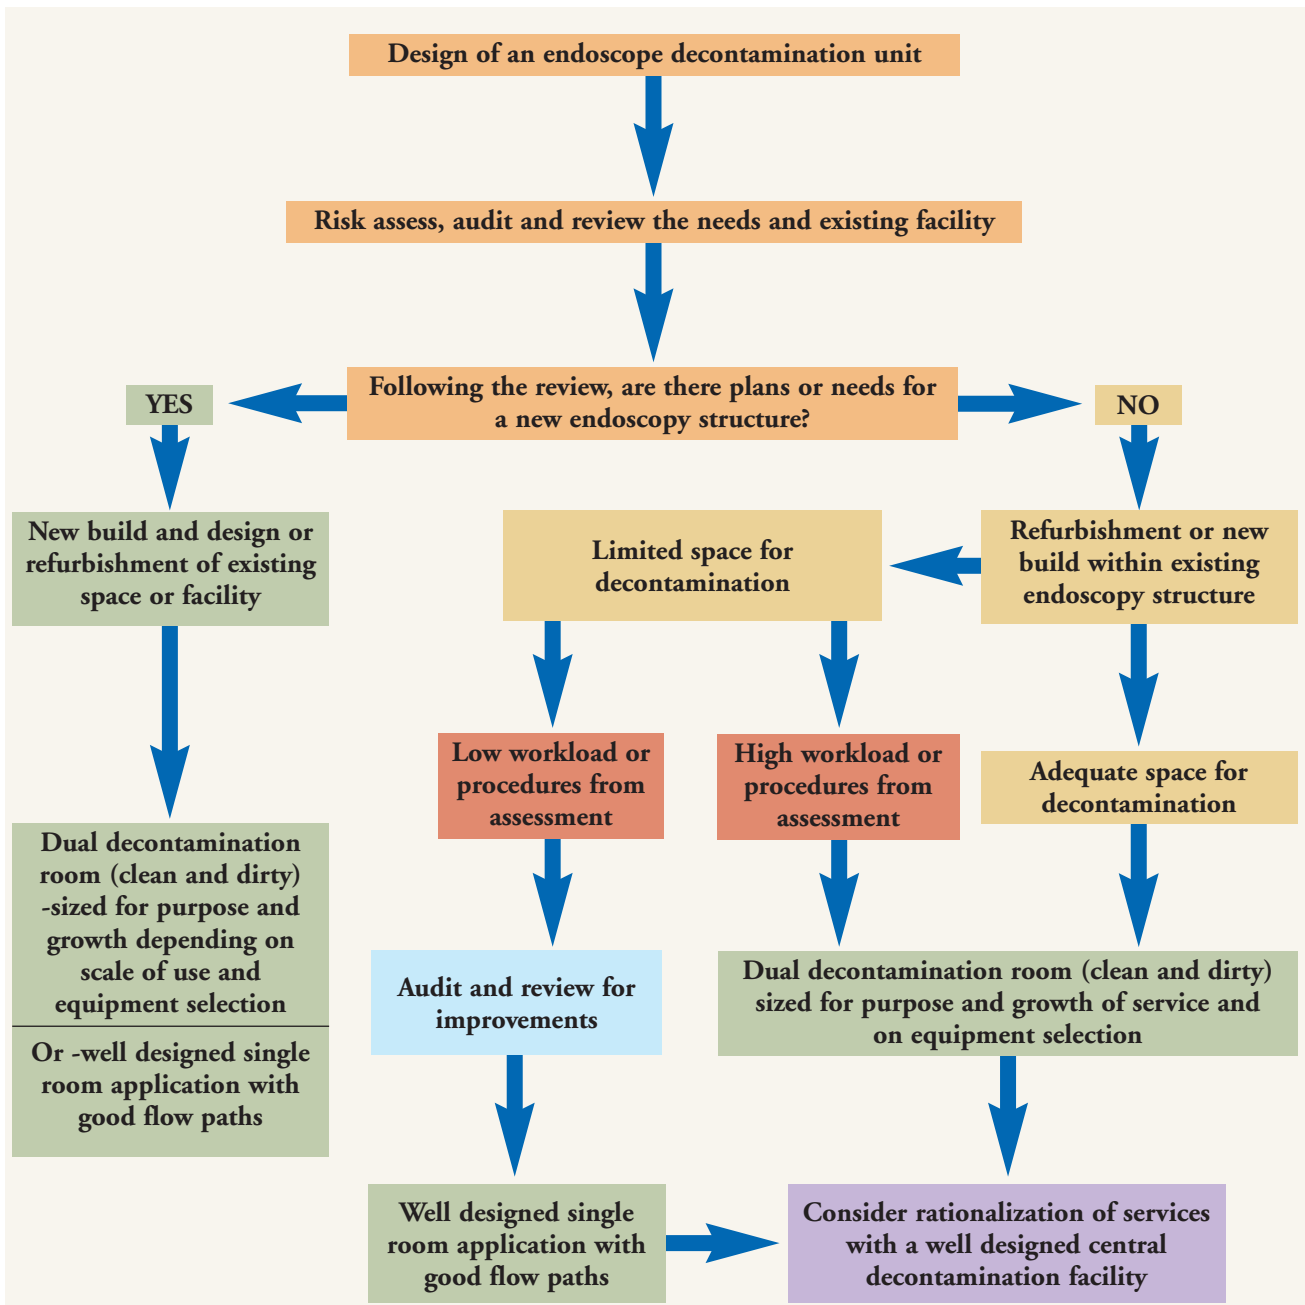 Design of an endoscope decontamination unit
Risk assess, audit and review the needs and existing facility
Following the review, are there plans or needs for
a new endoscopy structure?
YES
NO
New build and design or
refurbishment of existing
space or facility
Limited space for
decontamination
Refurbishment or new
build within existing
endoscopy structure
Low workload or
procedures from
assessment
High workload or
procedures from
assessment
Adequate space for
decontamination
Dual decontamination
room (clean and dirty)
-sized for purpose and
growth depending on
scale of use and
equipment selection
Or -well designed single
room application with
good flow paths
Audit and review for
improvements
Dual decontamination room (clean and dirty)
sized for purpose and growth of service and
on equipment selection
Well designed single
room application with
good flow paths
Consider rationalization of services
with a well designed central
decontamination facility